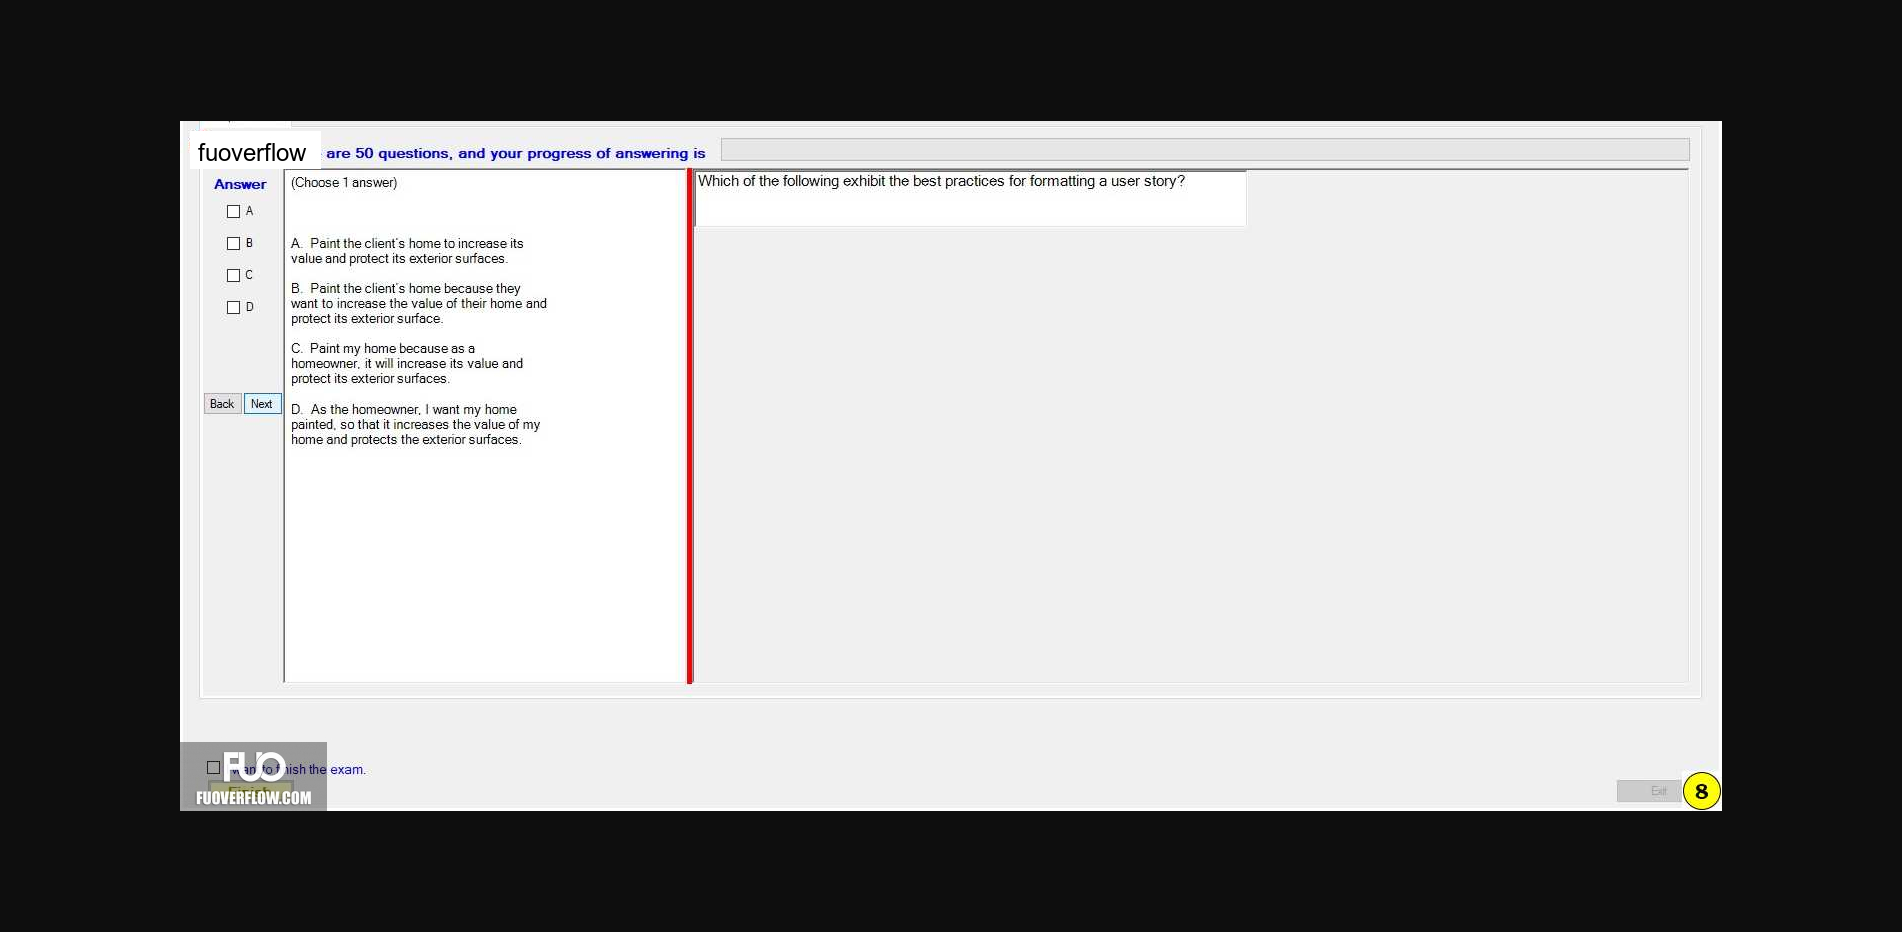 fuoverflow are 50 questions, and your progress of answering is
Answer
A
B
C
D
Back Next
(Choose 1 answer)
A. Paint the client's home to increase its
value and protect its exterior surfaces.
B. Paint the client's home because they
want to increase the value of their home and
protect its exterior surface.
C. Paint my home because as a
homeowner, it will increase its value and
protect its exterior surfaces.
D. As the homeowner, I want my home
painted, so that it increases the value of my
home and protects the exterior surfaces.
Which of the following exhibit the best practices for formatting a user story?
FUO
want to finish the exam.
Finish
FUOVERFLOW.COM
Exit
8